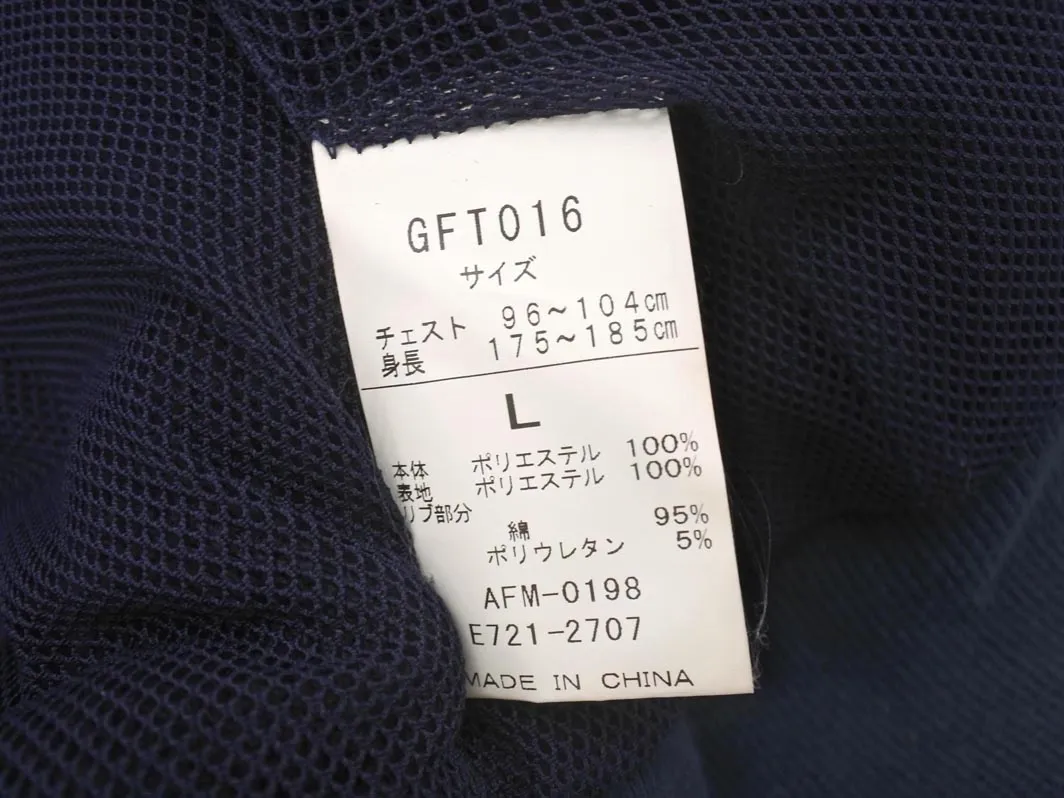 GFT016
サイズ
チェスト 96~104cm
身長 175~185cm
L
本体 ポリエステル 100%
表地 ポリエステル 100%
リブ部分
綿 95%
ポリウレタン 5%
AFM-0198
E721-2707
MADE IN CHINA